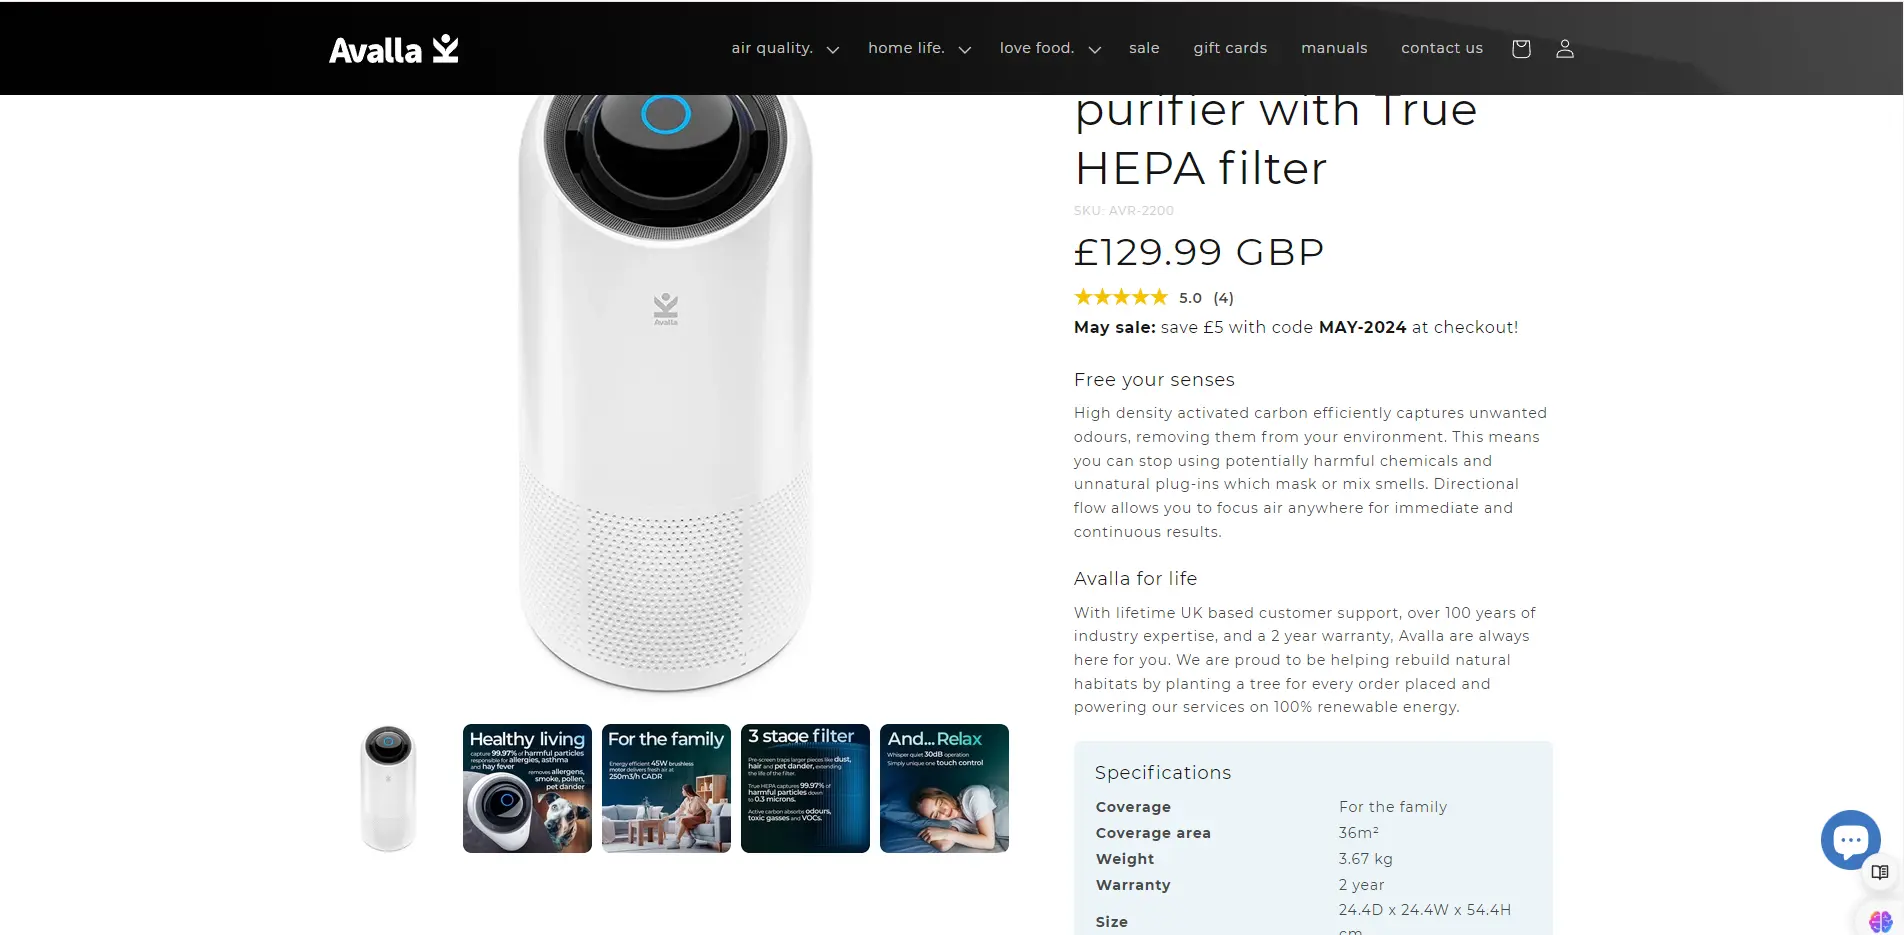 Avalla
air quality.
home life.
love food.
sale
gift cards
manuals
contact us
purifier with True
HEPA filter
SKU: AVR-2200
£129.99 GBP
5.0 (4)
May sale: save £5 with code MAY-2024 at checkout!
Free your senses
High density activated carbon efficiently captures unwanted
odours, removing them from your environment. This means
you can stop using potentially harmful chemicals and
unnatural plug-ins which mask or mix smells. Directional
flow allows you to focus air anywhere for immediate and
continuous results.
Avalla for life
With lifetime UK based customer support, over 100 years of
industry expertise, and a 2 year warranty, Avalla are always
here for you. We are proud to be helping rebuild natural
habitats by planting a tree for every order placed and
powering our services on 100% renewable energy.
Avalla
Healthy living
capture 99.97% of harmful particles
responsible for allergies, asthma
and hay fever
removes allergens,
smoke, pollen,
pet dander
For the family
Energy efficient 45W brushless
motor delivers fresh air at
250m3/h CADR
3 stage filter
Pre-screen traps larger pieces like dust,
hair and pet dander, extending
the life of the filter.
True HEPA captures 99.97% of
harmful particles down
to 0.3 microns.
Active carbon absorbs odours,
toxic gasses and VOCs.
And...Relax
Whisper quiet 30dB operation
Simply unique one touch control
Specifications
Coverage For the family
Coverage area 36m²
Weight 3.67 kg
Warranty 2 year
Size 24.4D x 24.4W x 54.4H
cm